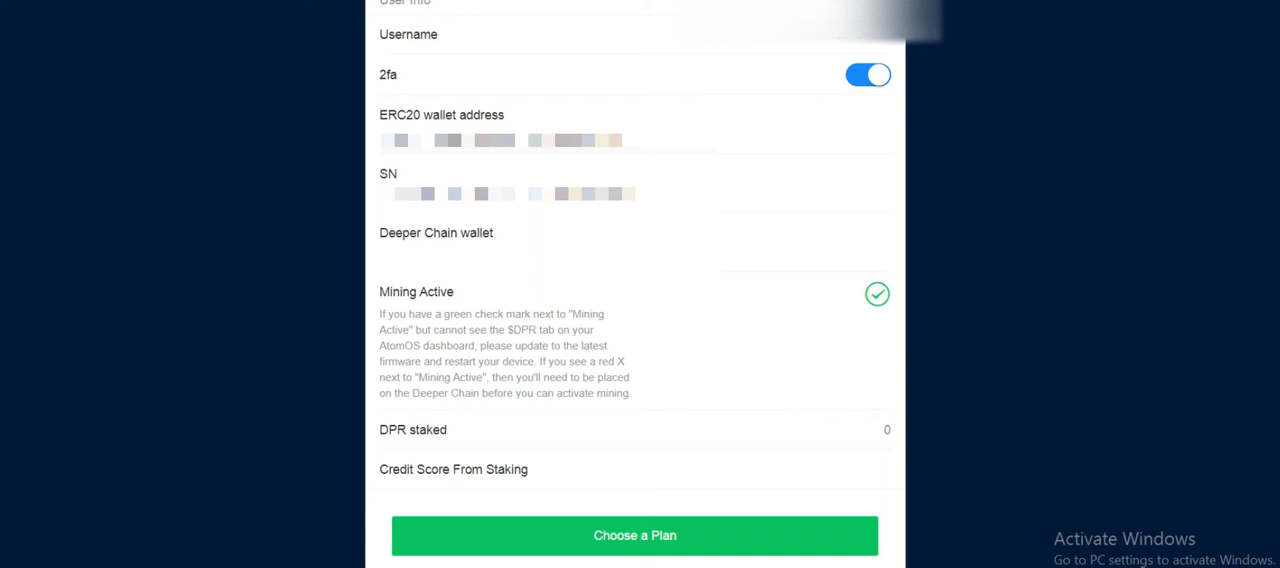 User Info
Username
2fa
ERC20 wallet address
SN
Deeper Chain wallet
Mining Active
If you have a green check mark next to "Mining
Active" but cannot see the $DPR tab on your
AtomOS dashboard, please update to the latest
firmware and restart your device. If you see a red X
next to "Mining Active", then you'll need to be placed
on the Deeper Chain before you can activate mining.
DPR staked 0
Credit Score From Staking
Choose a Plan
Activate Windows
Go to PC settings to activate Windows.